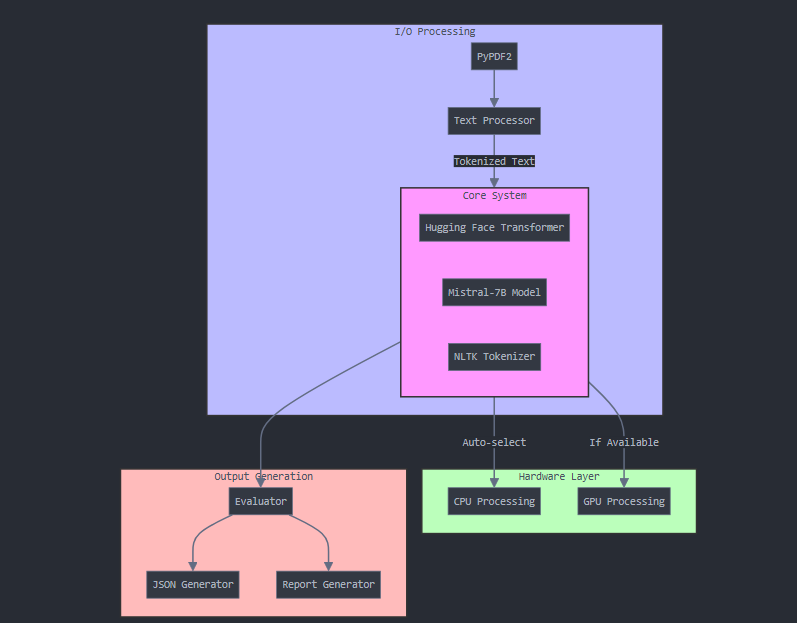 I/O Processing
PyPDF2
Text Processor
Tokenized Text
Core System
Hugging Face Transformer
Mistral-7B Model
NLTK Tokenizer
Auto-select
If Available
Output Generation
Hardware Layer
Evaluator
CPU Processing
GPU Processing
JSON Generator
Report Generator